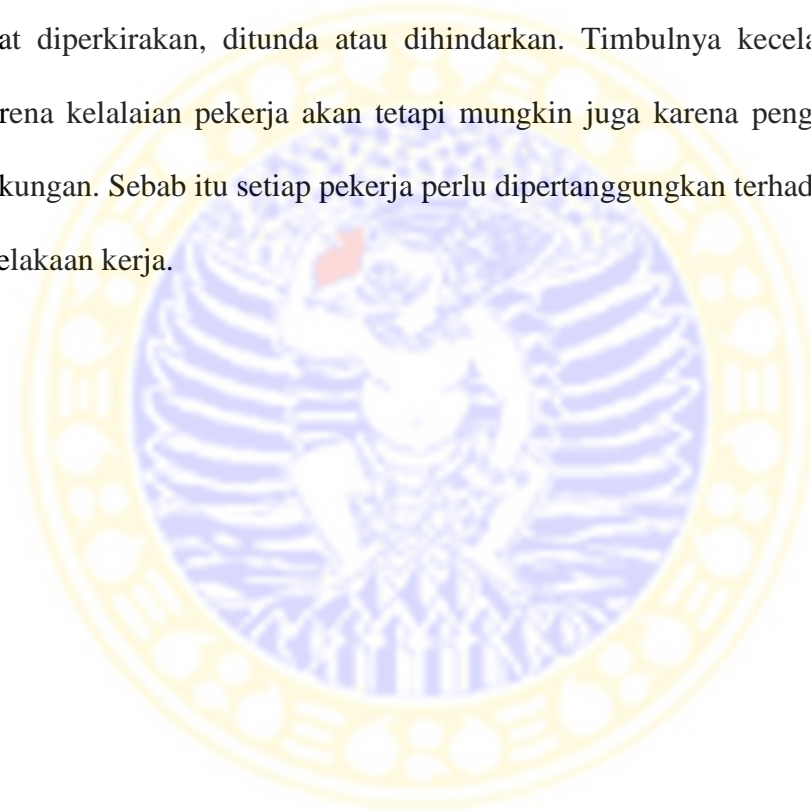 at diperkirakan, ditunda atau dihindarkan. Timbulnya kecela
rena kelalaian pekerja akan tetapi mungkin juga karena peng
kungan. Sebab itu setiap pekerja perlu dipertanggungkan terhad
elakaan kerja.